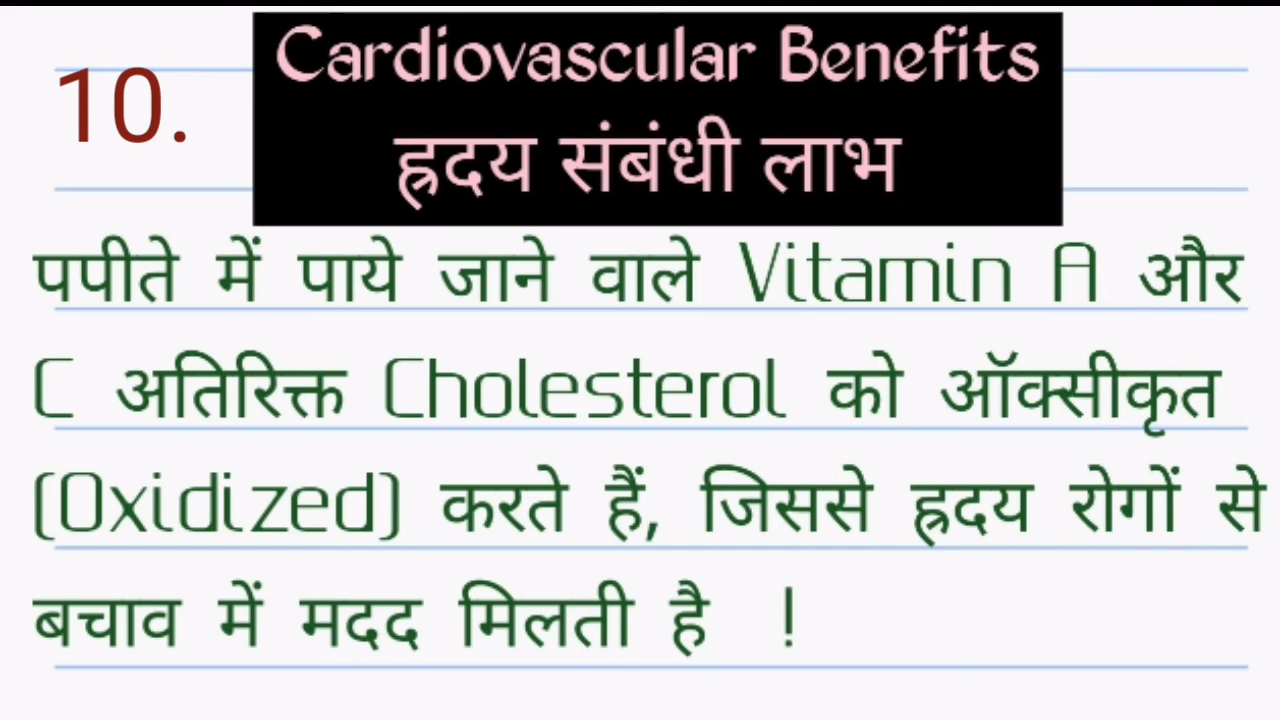 10.
Cardiovascular Benefits
ह्रदय संबंधी लाभ
पपीते में पाये जाने वाले Vitamin A और
C अतिरिक्त Cholesterol को ऑक्सीकृत
(Oxidized) करते हैं, जिससे ह्रदय रोगों से
बचाव में मदद मिलती है !